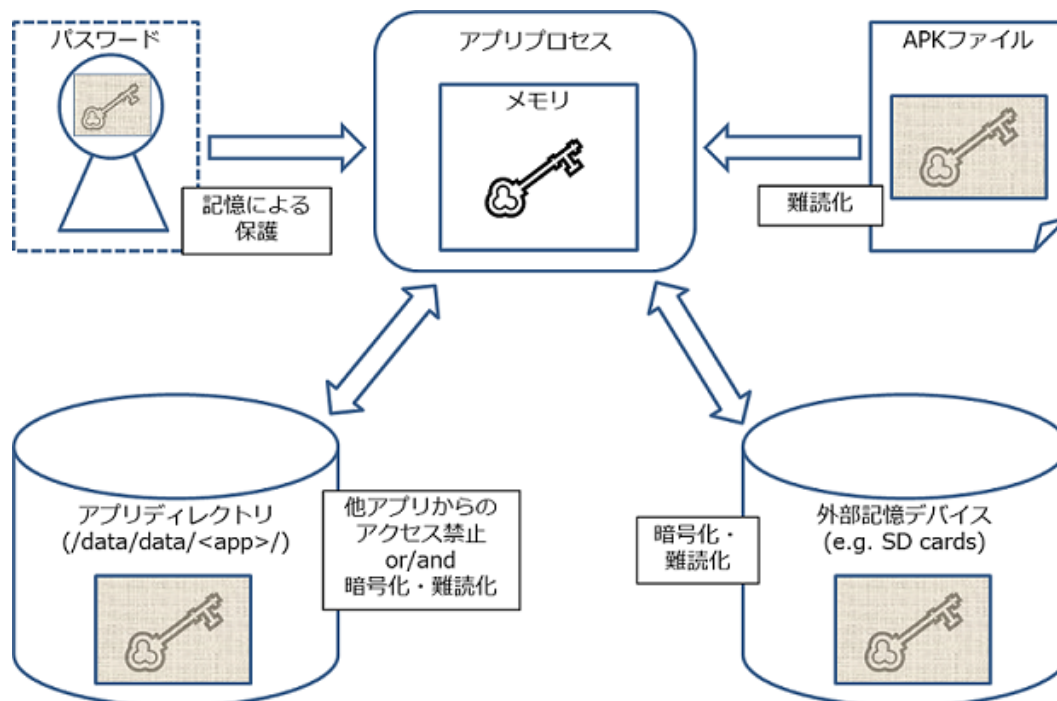 パスワード
記憶による
保護
アプリプロセス
メモリ
APKファイル
難読化
アプリディレクトリ
(/data/data/<app>/)
他アプリからの
アクセス禁止
or/and
暗号化・難読化
暗号化・
難読化
外部記憶デバイス
(e.g. SD cards)